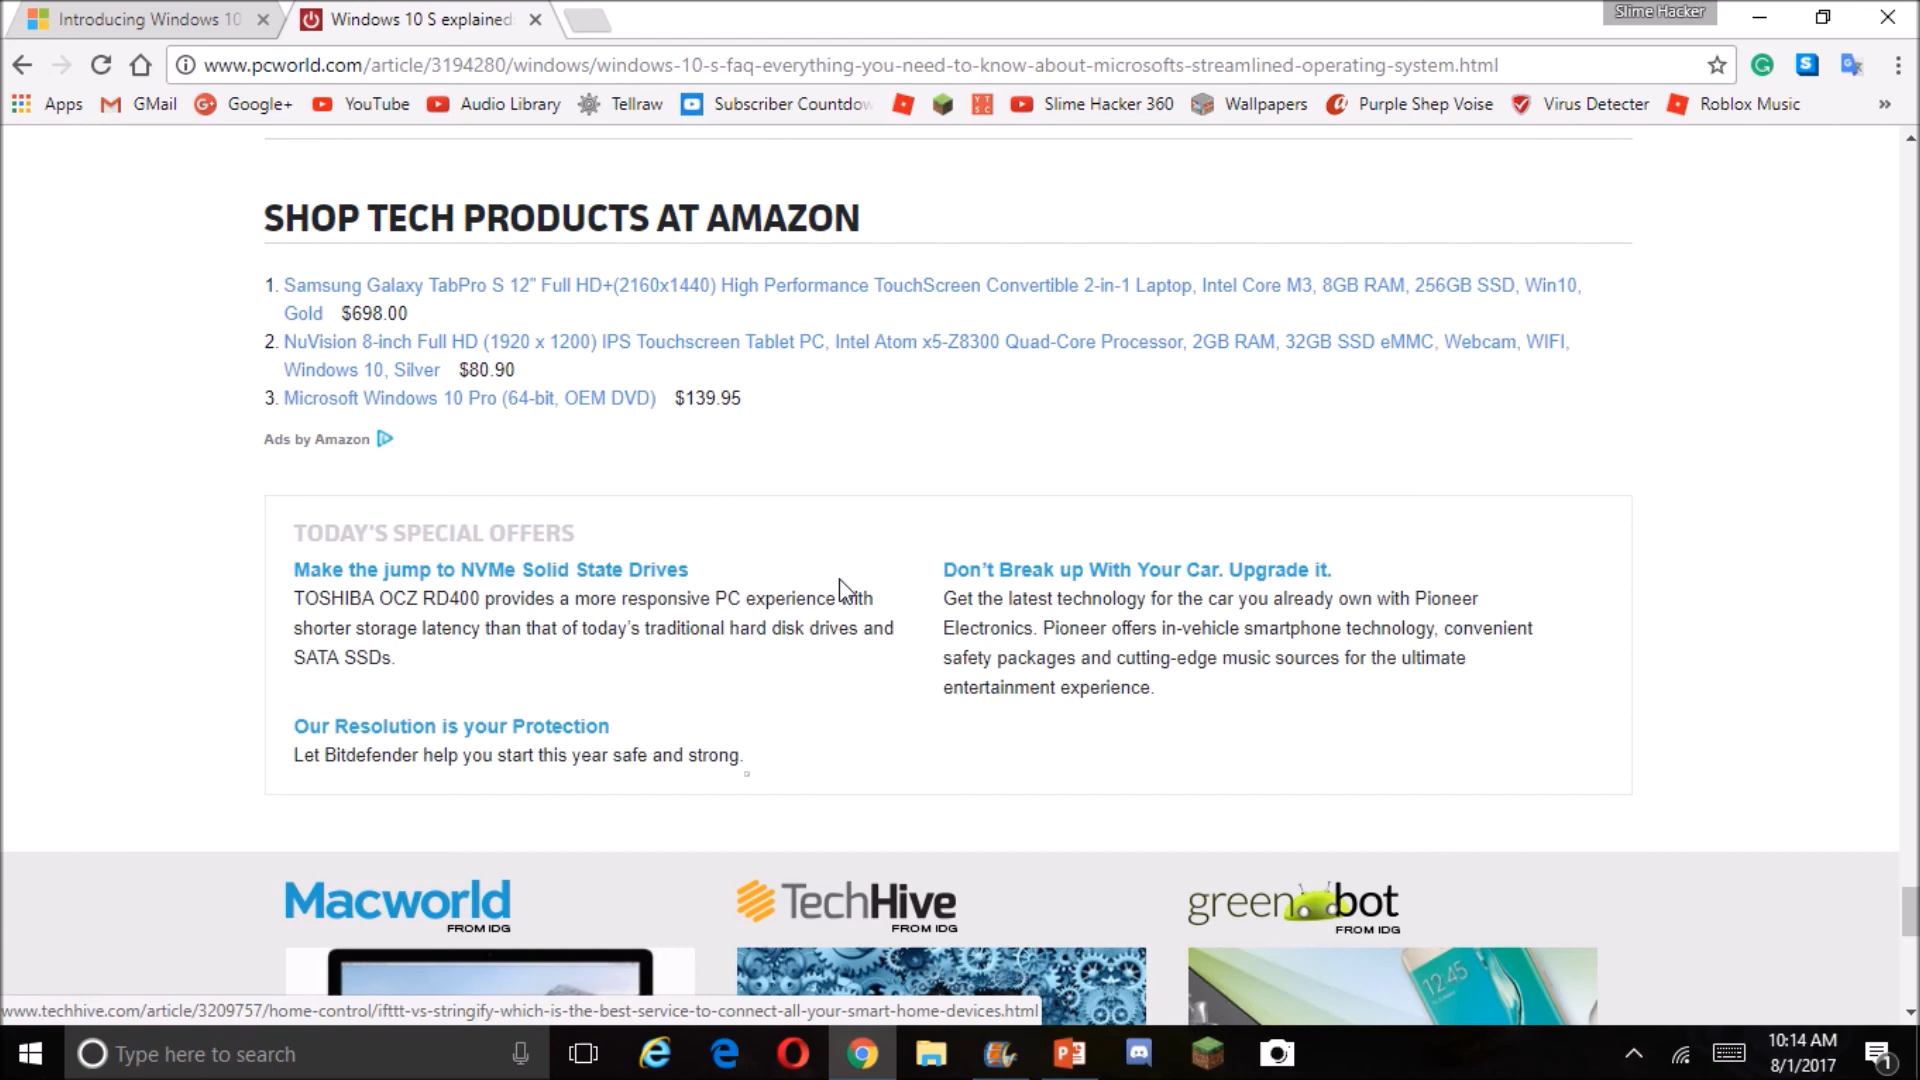 Introducing Windows 10
Windows 10 S explained
Slime Hacker
www.pcworld.com/article/3194280/windows/windows-10-s-faq-everything-you-need-to-know-about-microsofts-streamlined-operating-system.html
Apps GMail Google+ YouTube Audio Library Tellraw Subscriber Countdow Slime Hacker 360 Wallpapers Purple Shep Voise Virus Detecter Roblox Music »
SHOP TECH PRODUCTS AT AMAZON
1. Samsung Galaxy TabPro S 12" Full HD+(2160x1440) High Performance TouchScreen Convertible 2-in-1 Laptop, Intel Core M3, 8GB RAM, 256GB SSD, Win10,
Gold $698.00
2. NuVision 8-inch Full HD (1920 x 1200) IPS Touchscreen Tablet PC, Intel Atom x5-Z8300 Quad-Core Processor, 2GB RAM, 32GB SSD eMMC, Webcam, WIFI,
Windows 10, Silver $80.90
3. Microsoft Windows 10 Pro (64-bit, OEM DVD) $139.95
Ads by Amazon
TODAY'S SPECIAL OFFERS
Make the jump to NVMe Solid State Drives
TOSHIBA OCZ RD400 provides a more responsive PC experience with
shorter storage latency than that of today's traditional hard disk drives and
SATA SSDs.
Don't Break up With Your Car. Upgrade it.
Get the latest technology for the car you already own with Pioneer
Electronics. Pioneer offers in-vehicle smartphone technology, convenient
safety packages and cutting-edge music sources for the ultimate
entertainment experience.
Our Resolution is your Protection
Let Bitdefender help you start this year safe and strong.
Macworld
FROM IDG
TechHive
FROM IDG
greenbot
FROM IDG
12:45
www.techhive.com/article/3209757/home-control/ifttt-vs-stringify-which-is-the-best-service-to-connect-all-your-smart-home-devices.html
Type here to search
10:14 AM
8/1/2017
1